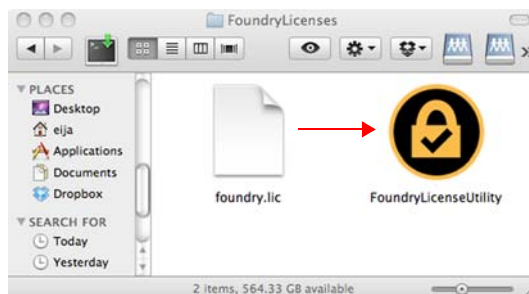 FoundryLicenses
PLACES
Desktop
eija
Applications
Documents
Dropbox
SEARCH FOR
Today
Yesterday
foundry.lic
FoundryLicenseUtility
2 items, 564.33 GB available